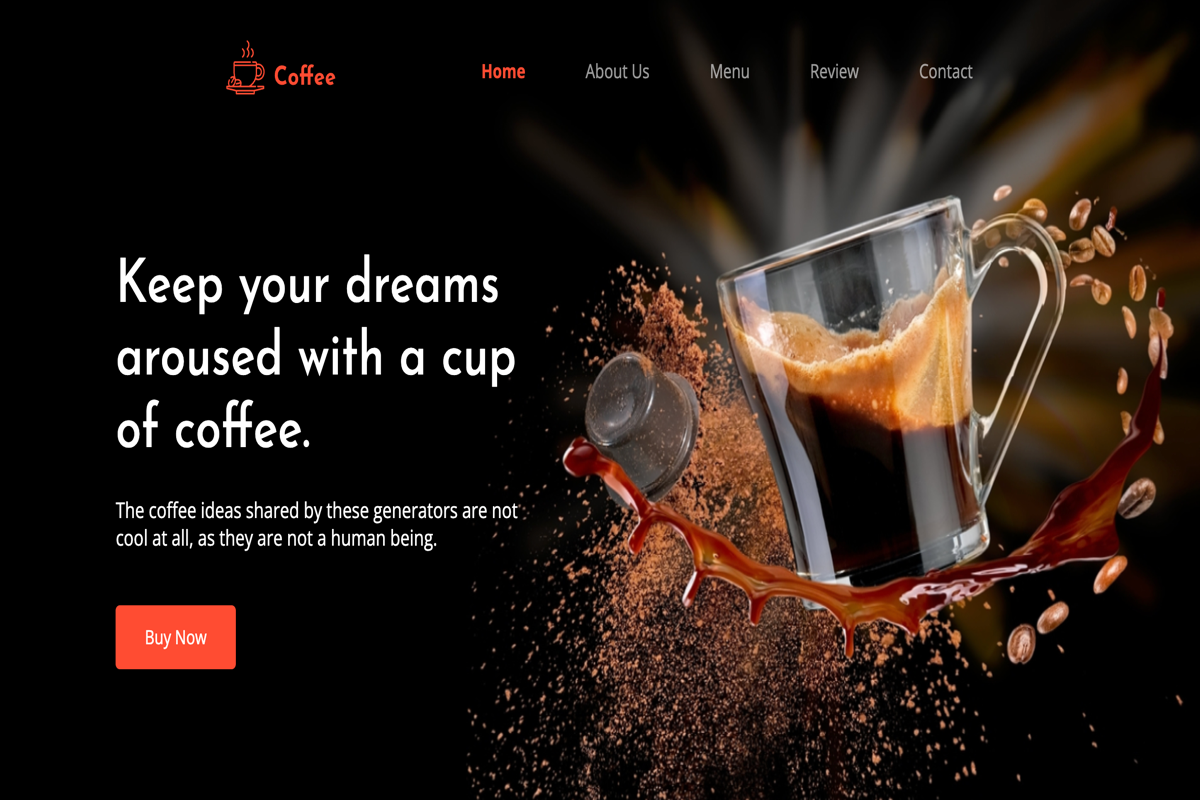 Coffee
Home About Us Menu Review Contact
Keep your dreams
aroused with a cup
of coffee.
The coffee ideas shared by these generators are not
cool at all, as they are not a human being.
Buy Now